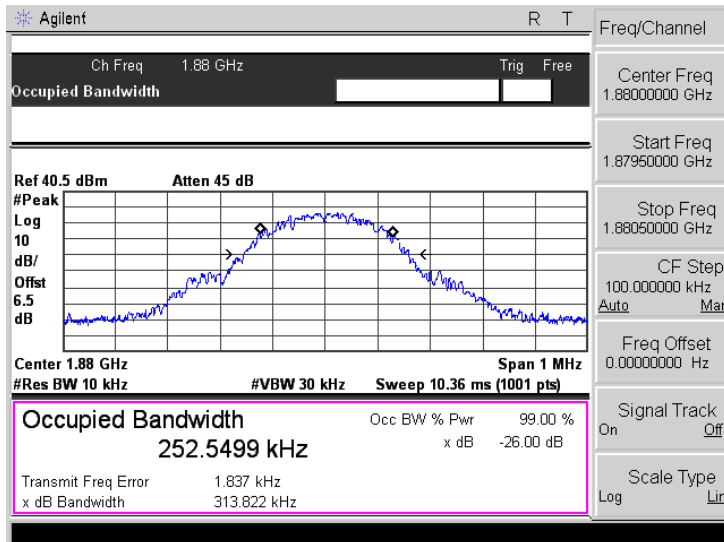 Agilent R T
Ch Freq 1.88 GHz Trig Free
Occupied Bandwidth
Ref 40.5 dBm Atten 45 dB
#Peak
Log
10
dB/
Offst
6.5
dB
Center 1.88 GHz Span 1 MHz
#Res BW 10 kHz #VBW 30 kHz Sweep 10.36 ms (1001 pts)
Occupied Bandwidth Occ BW % Pwr 99.00 %
252.5499 kHz x dB -26.00 dB
Transmit Freq Error 1.837 kHz
x dB Bandwidth 313.822 kHz
Freq/Channel
Center Freq
1.88000000 GHz
Start Freq
1.87950000 GHz
Stop Freq
1.88050000 GHz
CF Step
100.000000 kHz
Auto Man
Freq Offset
0.00000000 Hz
Signal Track
On Off
Scale Type
Log Lin